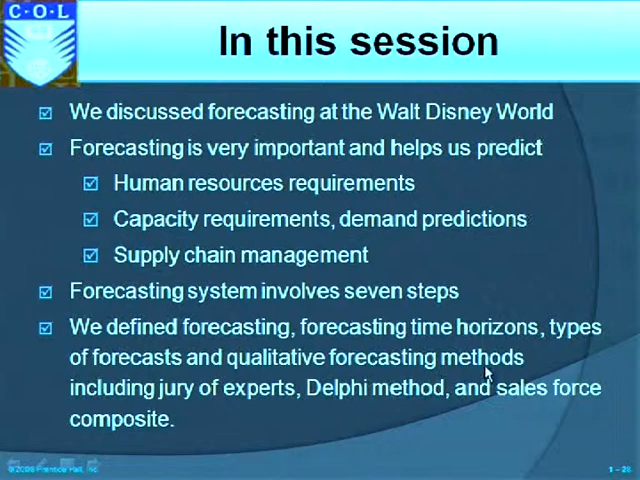 C·O·L
In this session
We discussed forecasting at the Walt Disney World
Forecasting is very important and helps us predict
Human resources requirements
Capacity requirements, demand predictions
Supply chain management
Forecasting system involves seven steps
We defined forecasting, forecasting time horizons, types
of forecasts and qualitative forecasting methods
including jury of experts, Delphi method, and sales force
composite.
Prentice Hall, Inc